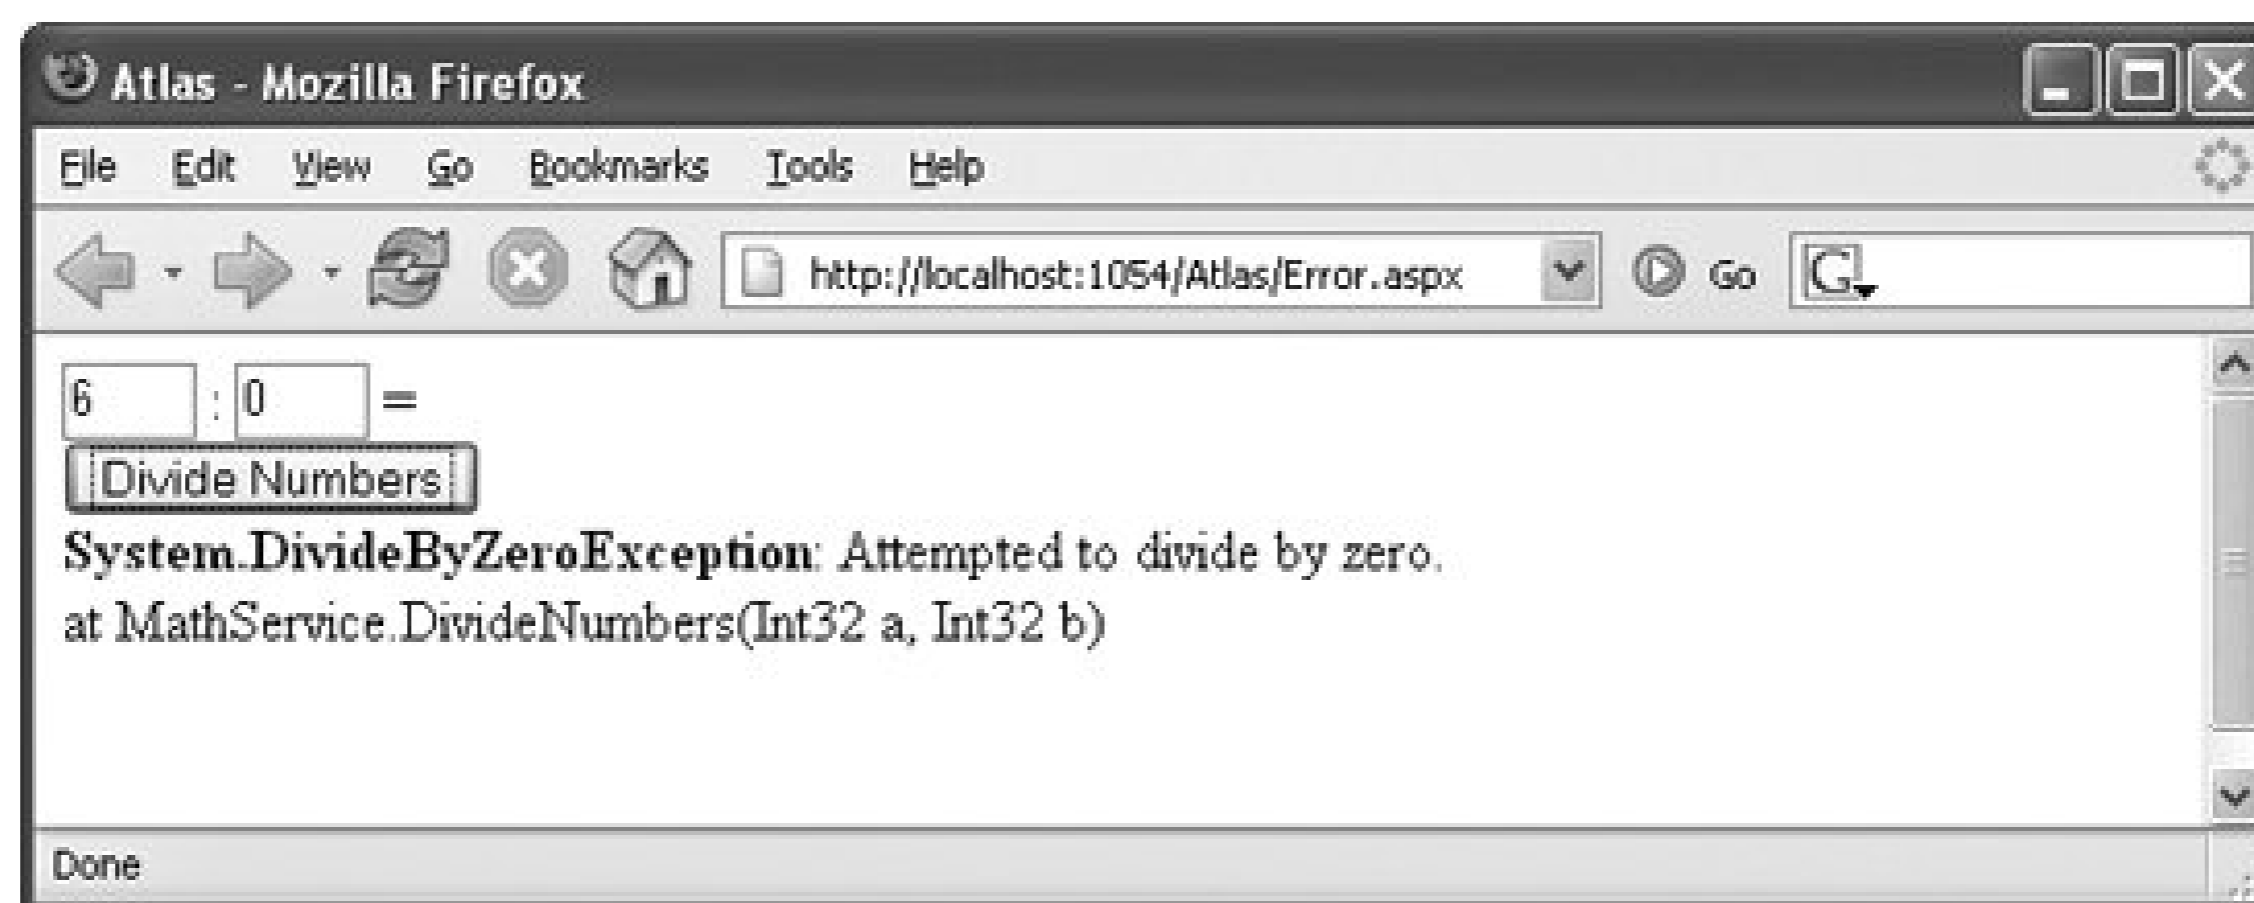 Atlas - Mozilla Firefox
File Edit View Go Bookmarks Tools Help
http://localhost:1054/Atlas/Error.aspx Go G
6 : 0 =
Divide Numbers
System.DivideByZeroException: Attempted to divide by zero.
at MathService.DivideNumbers(Int32 a, Int32 b)
Done